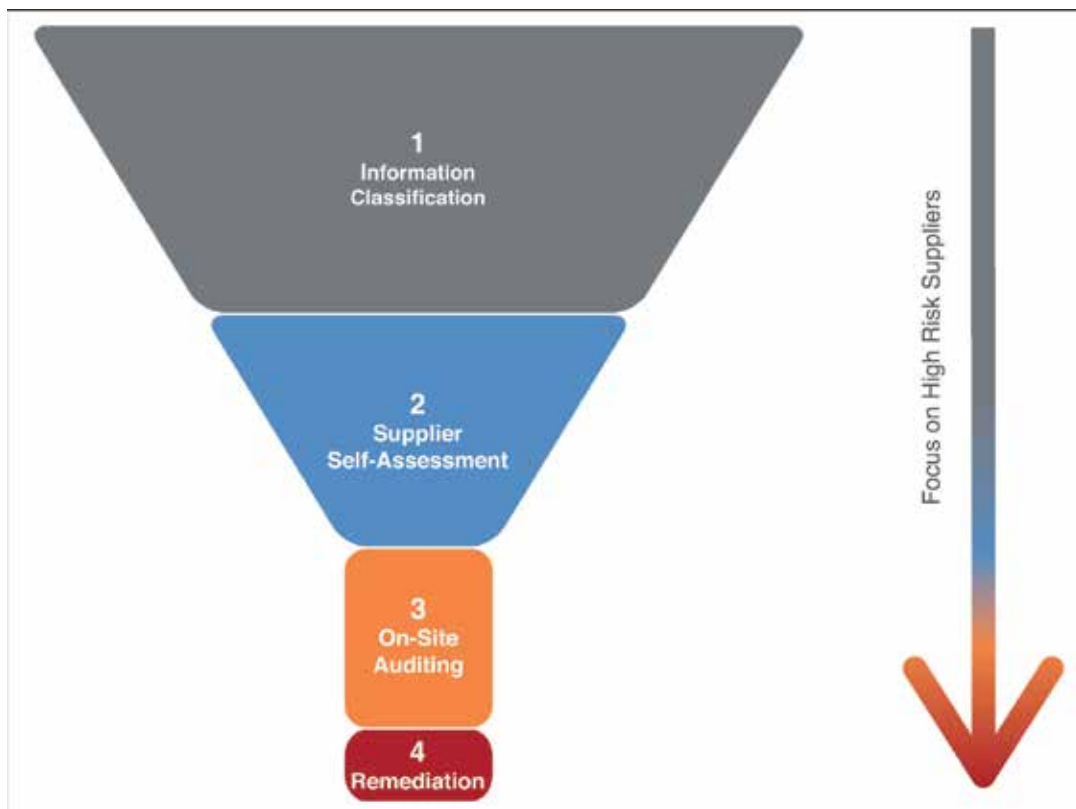 1
Information
Classification
2
Supplier
Self-Assessment
3
On-Site
Auditing
4
Remediation
Focus on High Risk Suppliers